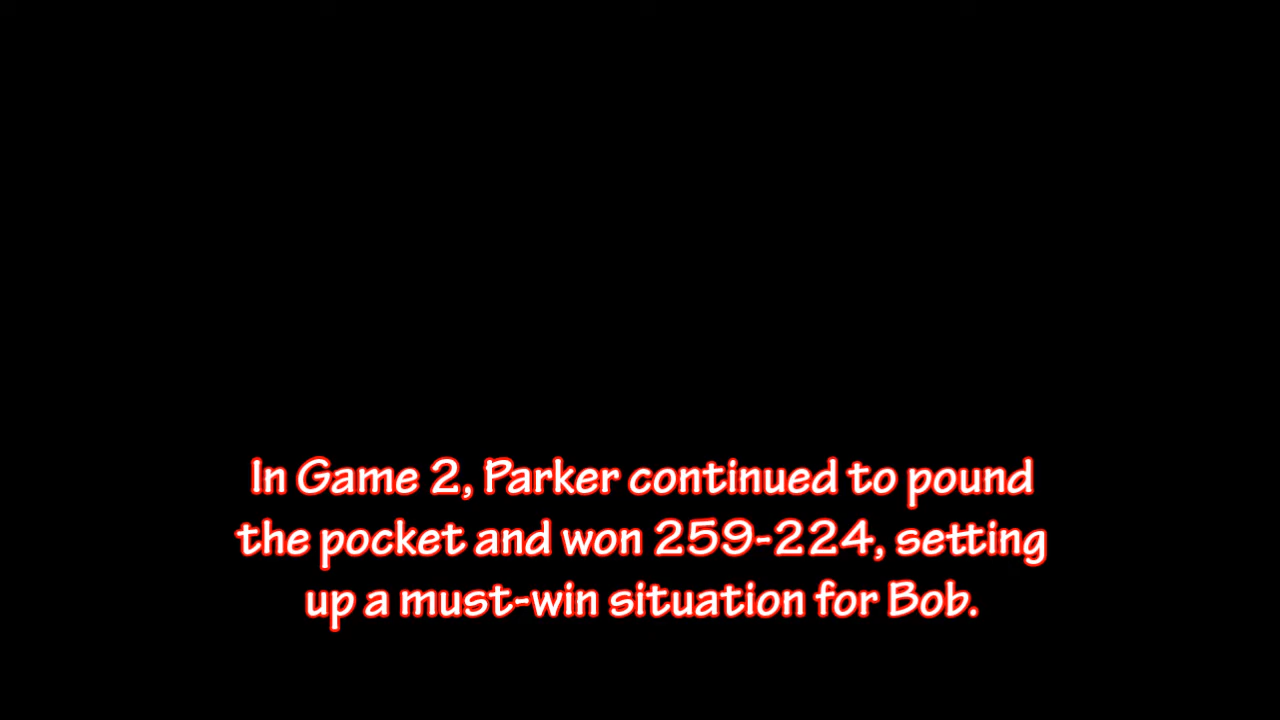 In Game 2, Parker continued to pound
the pocket and won 259-224, setting
up a must-win situation for Bob.